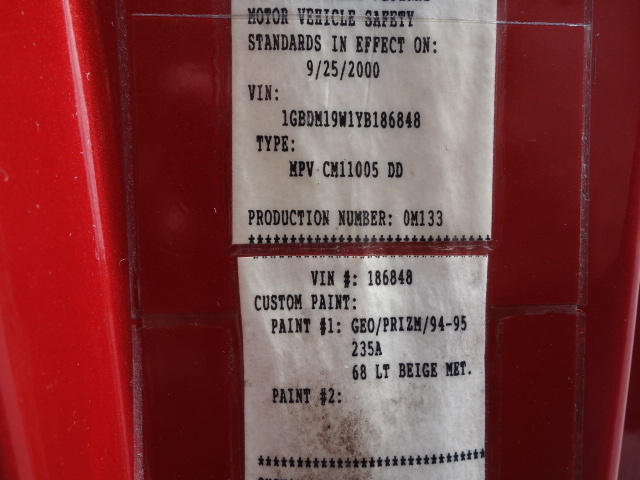 MOTOR VEHICLE SAFETY
STANDARDS IN EFFECT ON:
9/25/2000
VIN:
1GBDM19W1YB186848
TYPE:
MPV CM11005 DD
PRODUCTION NUMBER: 0M133
********************************
VIN #: 186848
CUSTOM PAINT:
PAINT #1: GEO/PRIZM/94-95
235A
68 LT BEIGE MET.
PAINT #2:
******************************